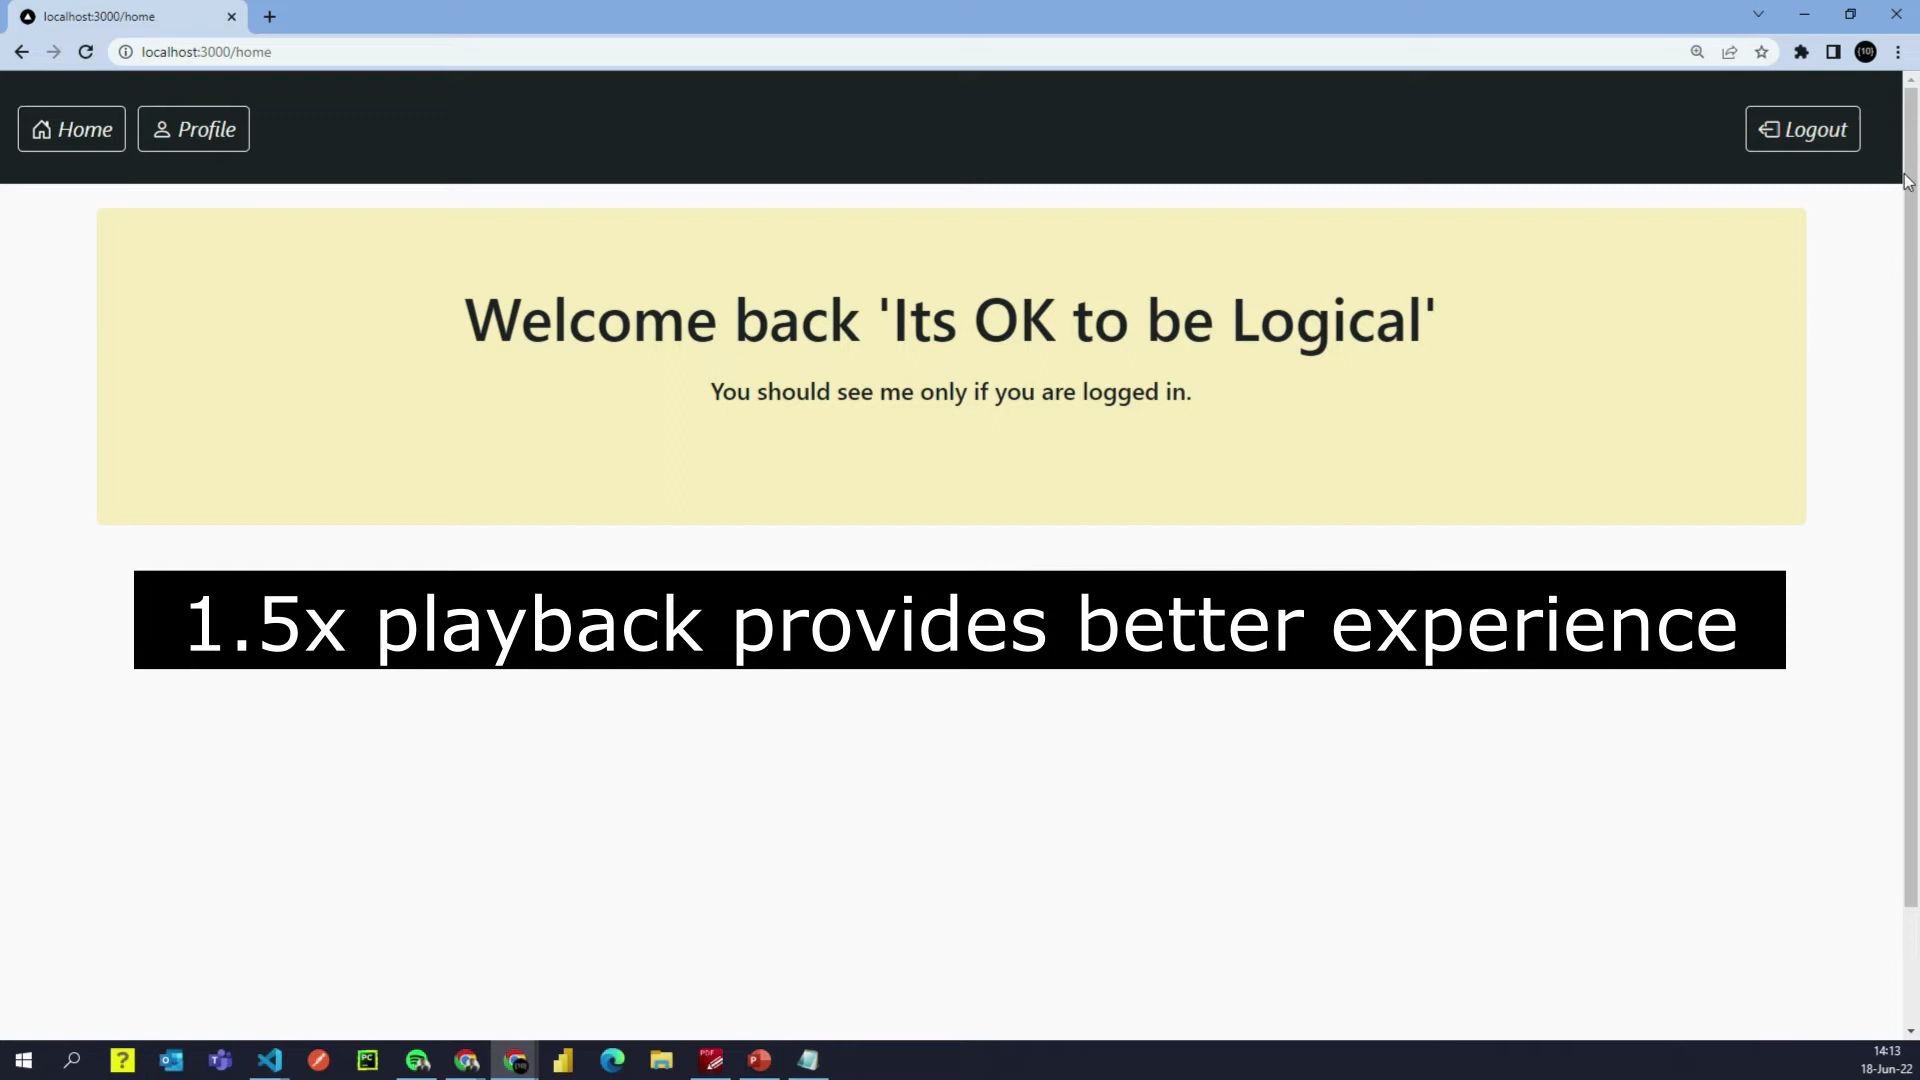 localhost:3000/home
localhost:3000/home
Home
Profile
Logout
Welcome back 'Its OK to be Logical'
You should see me only if you are logged in.
1.5x playback provides better experience
14:13
18-Jun-22